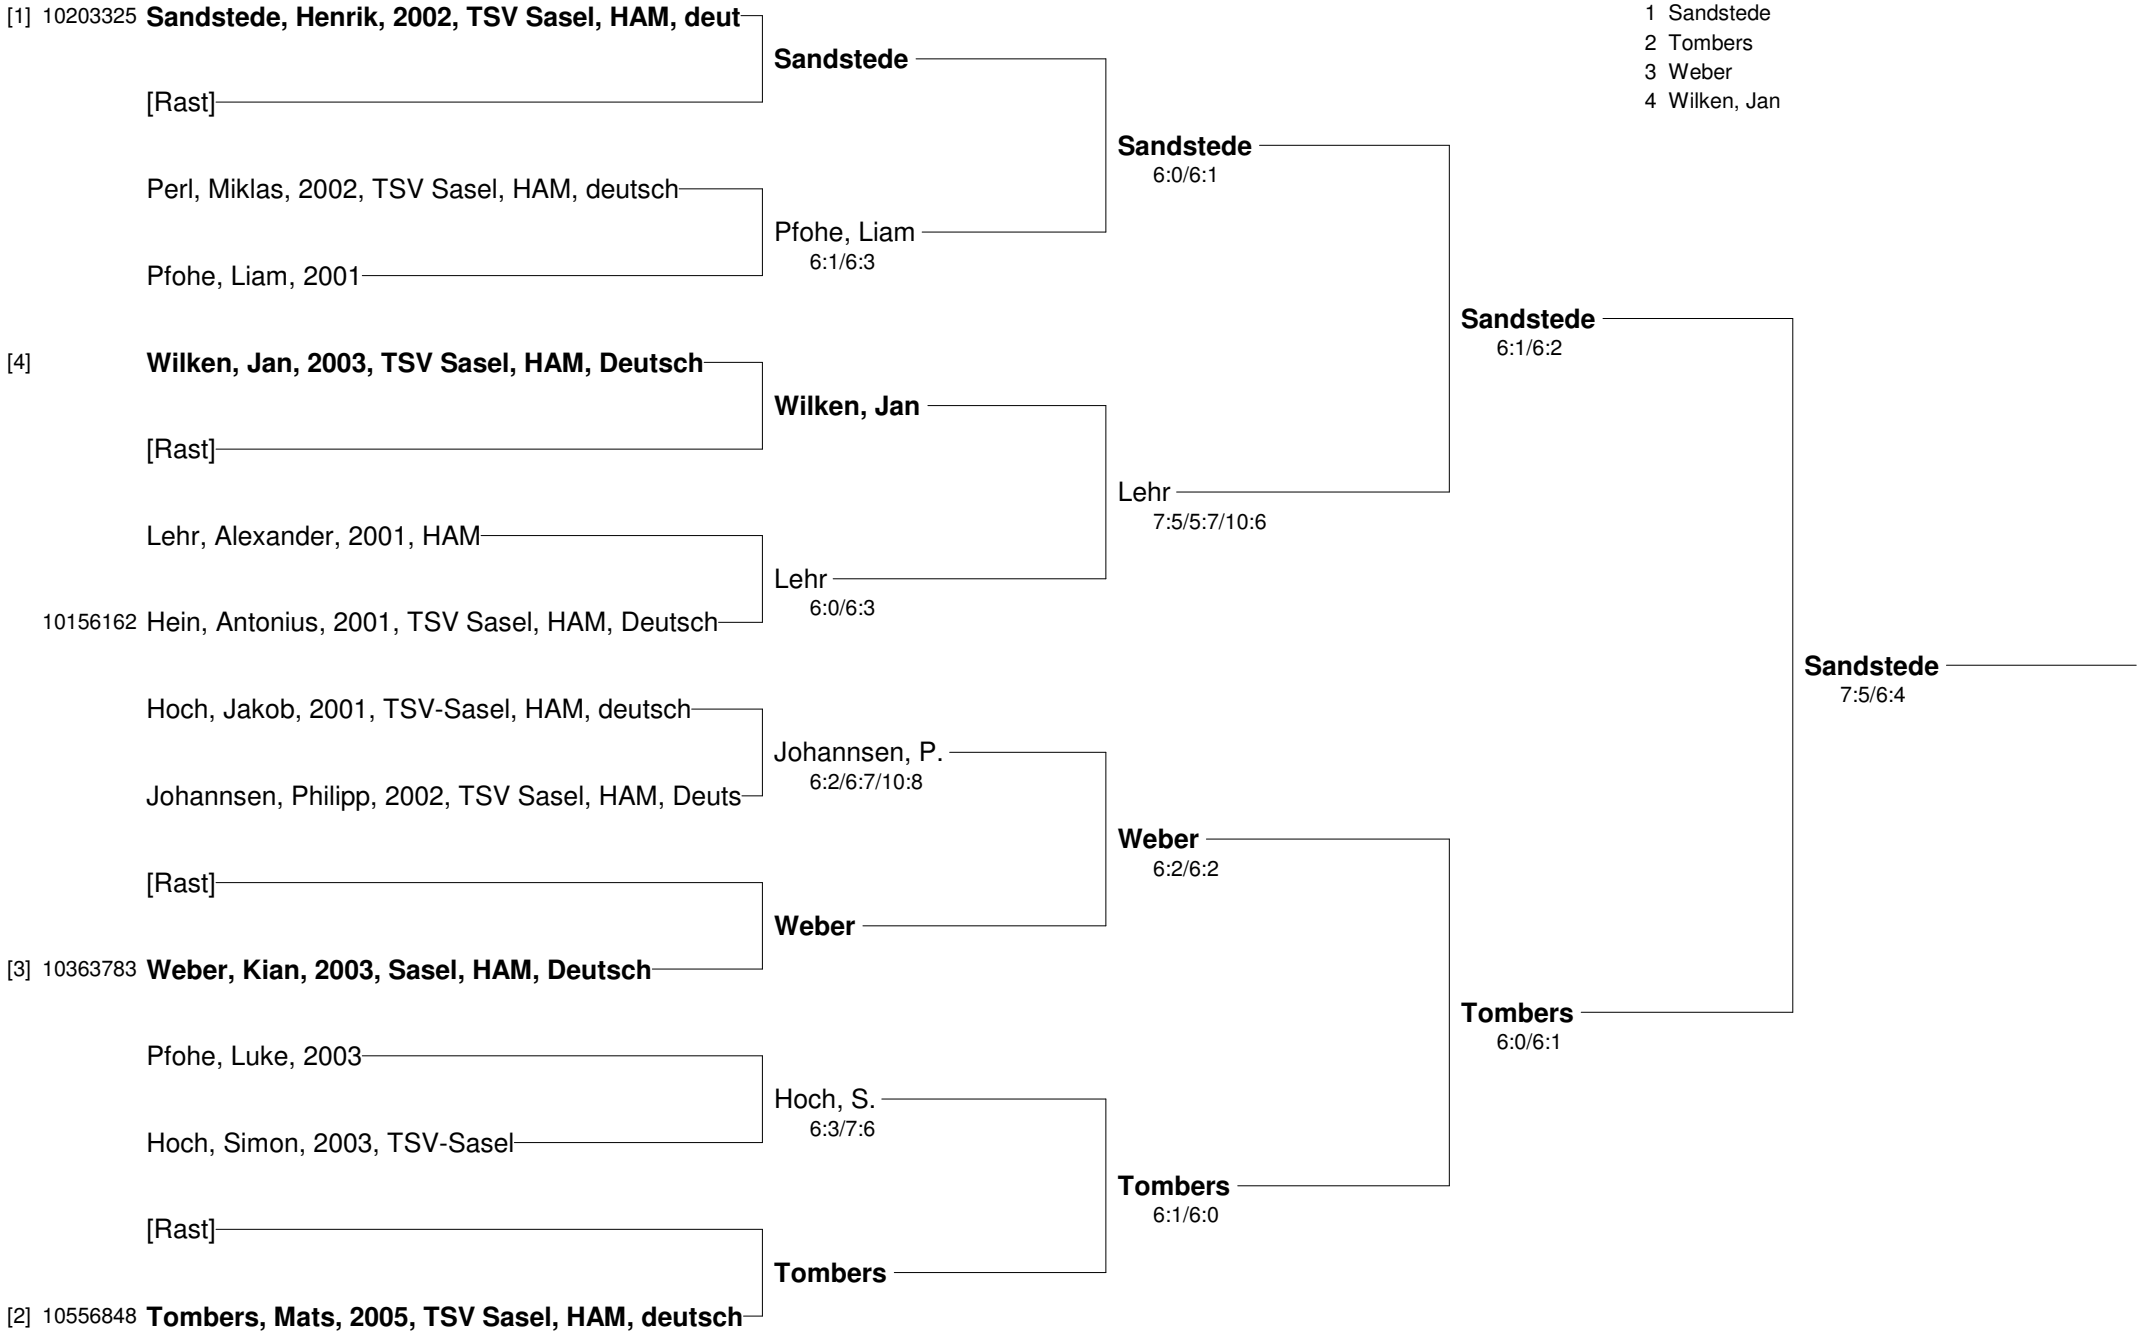 [1] 10203325 Sandstede, Henrik, 2002, TSV Sasel, HAM, deut
[Rast]
Perl, Miklas, 2002, TSV Sasel, HAM, deutsch
Pfohe, Liam, 2001
[4] Wilken, Jan, 2003, TSV Sasel, HAM, Deutsch
[Rast]
Lehr, Alexander, 2001, HAM
10156162 Hein, Antonius, 2001, TSV Sasel, HAM, Deutsch
Hoch, Jakob, 2001, TSV-Sasel, HAM, deutsch
Johannsen, Philipp, 2002, TSV Sasel, HAM, Deuts
[Rast]
[3] 10363783 Weber, Kian, 2003, Sasel, HAM, Deutsch
Pfohe, Luke, 2003
Hoch, Simon, 2003, TSV-Sasel
[Rast]
[2] 10556848 Tombers, Mats, 2005, TSV Sasel, HAM, deutsch
Sandstede
Pfohe, Liam
6:1/6:3
Wilken, Jan
Lehr
6:0/6:3
Johannsen, P.
6:2/6:7/10:8
Weber
Hoch, S.
6:3/7:6
Tombers
Sandstede
6:0/6:1
Lehr
7:5/5:7/10:6
Weber
6:2/6:2
Tombers
6:1/6:0
Sandstede
6:1/6:2
Tombers
6:0/6:1
Sandstede
7:5/6:4
1 Sandstede
2 Tombers
3 Weber
4 Wilken, Jan